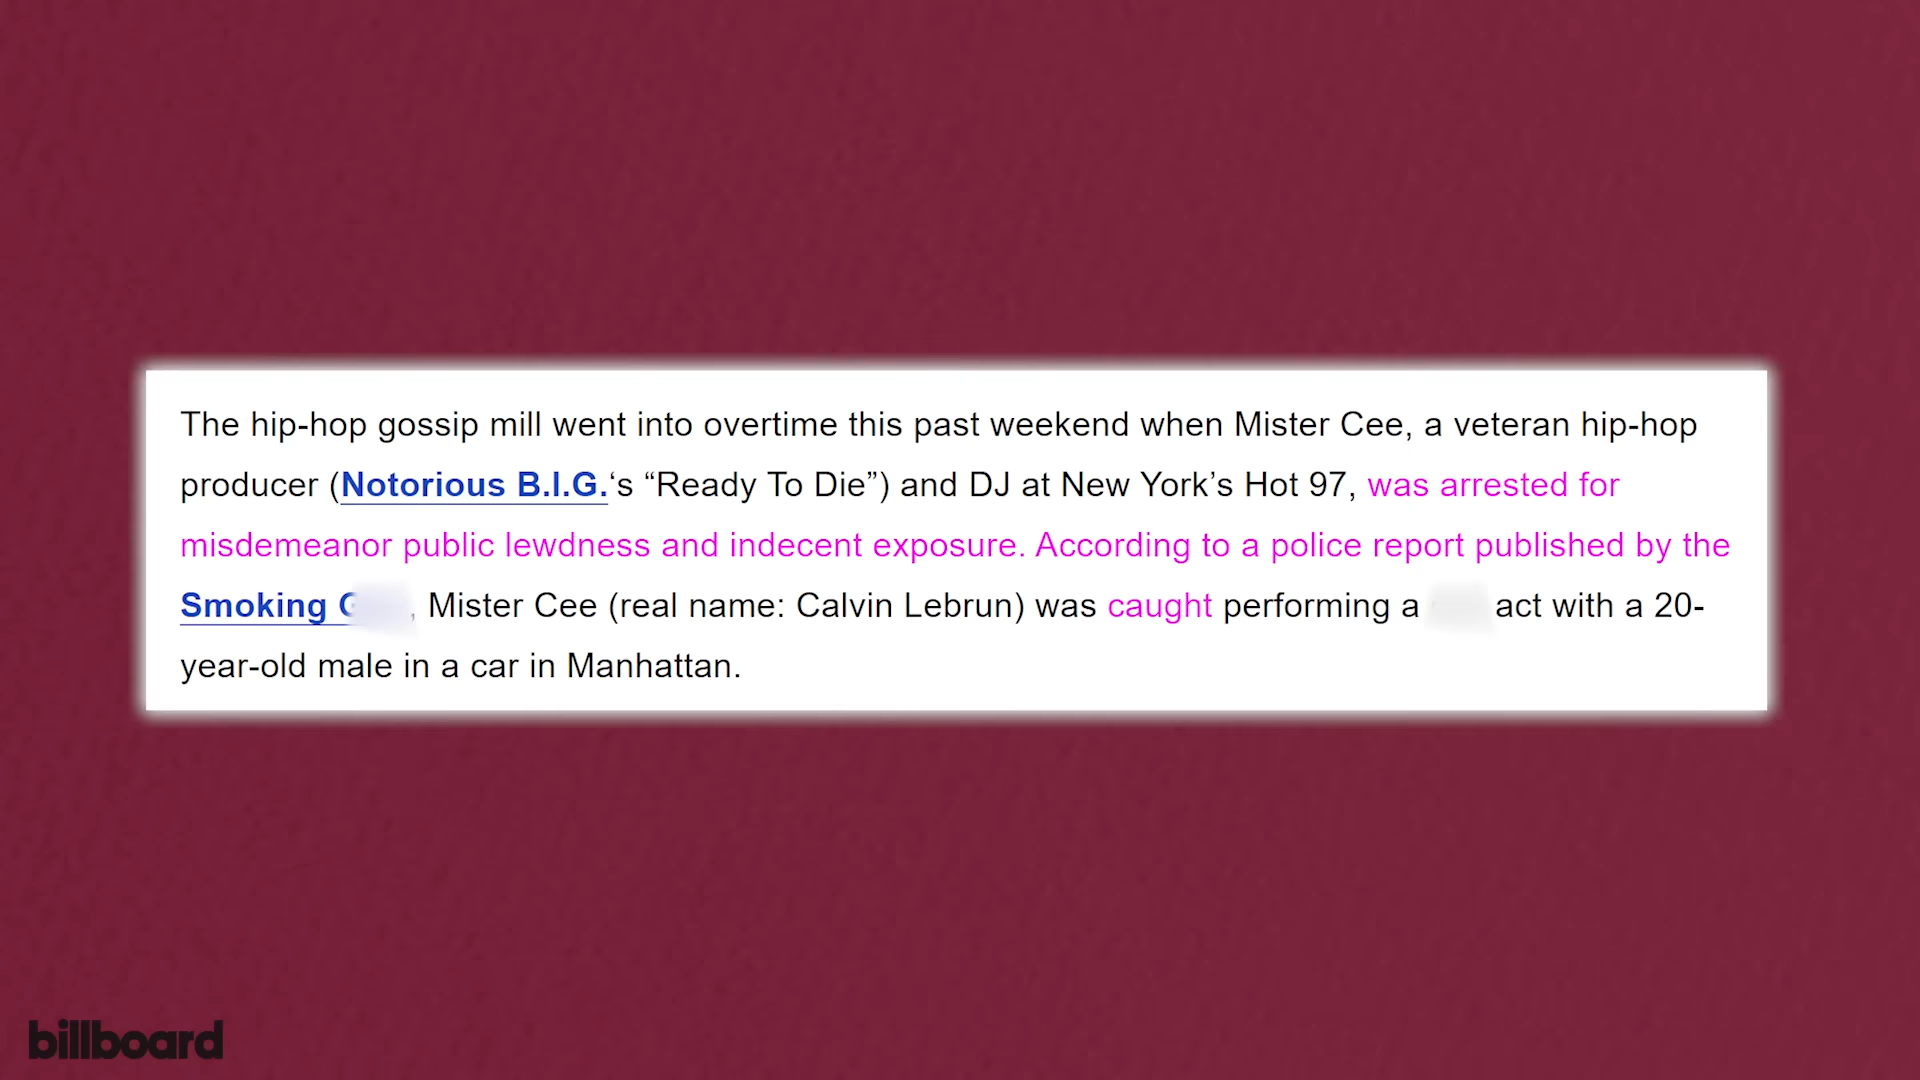 The hip-hop gossip mill went into overtime this past weekend when Mister Cee, a veteran hip-hop
producer (Notorious B.I.G.‘s “Ready To Die”) and DJ at New York’s Hot 97, was arrested for
misdemeanor public lewdness and indecent exposure. According to a police report published by the
Smoking , Mister Cee (real name: Calvin Lebrun) was caught performing a act with a 20-
year-old male in a car in Manhattan.
billboard